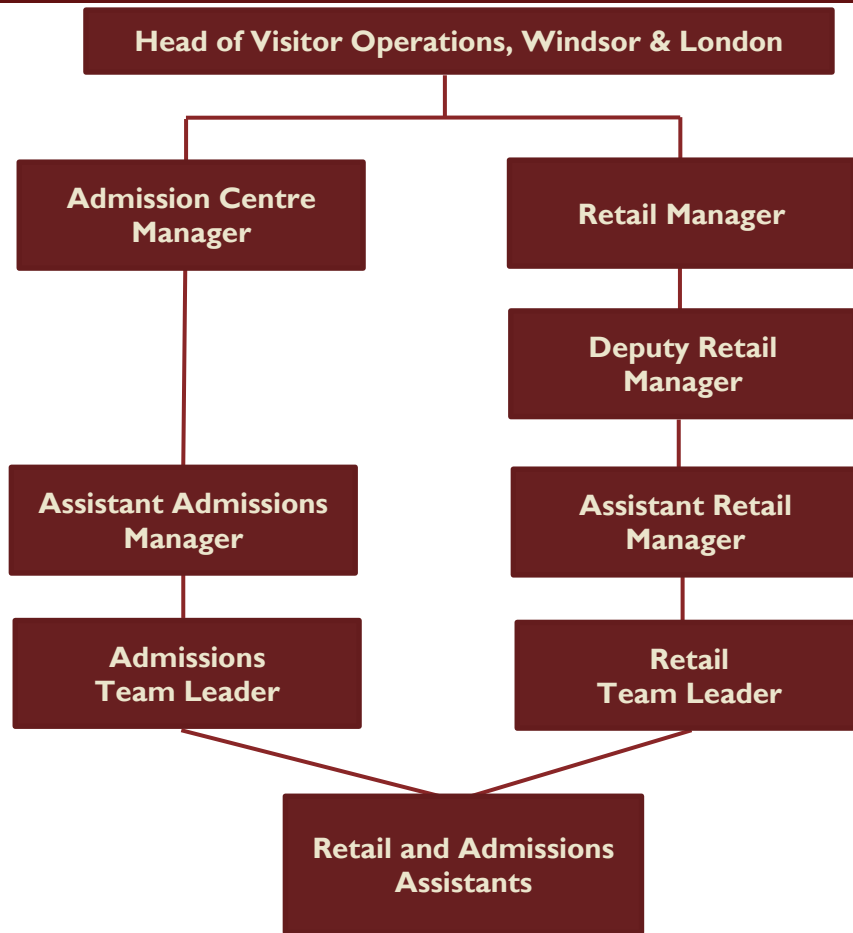 Head of Visitor Operations, Windsor & London
Admission Centre
Manager
Retail Manager
Deputy Retail
Manager
Assistant Admissions
Manager
Assistant Retail
Manager
Admissions
Team Leader
Retail
Team Leader
Retail and Admissions
Assistants